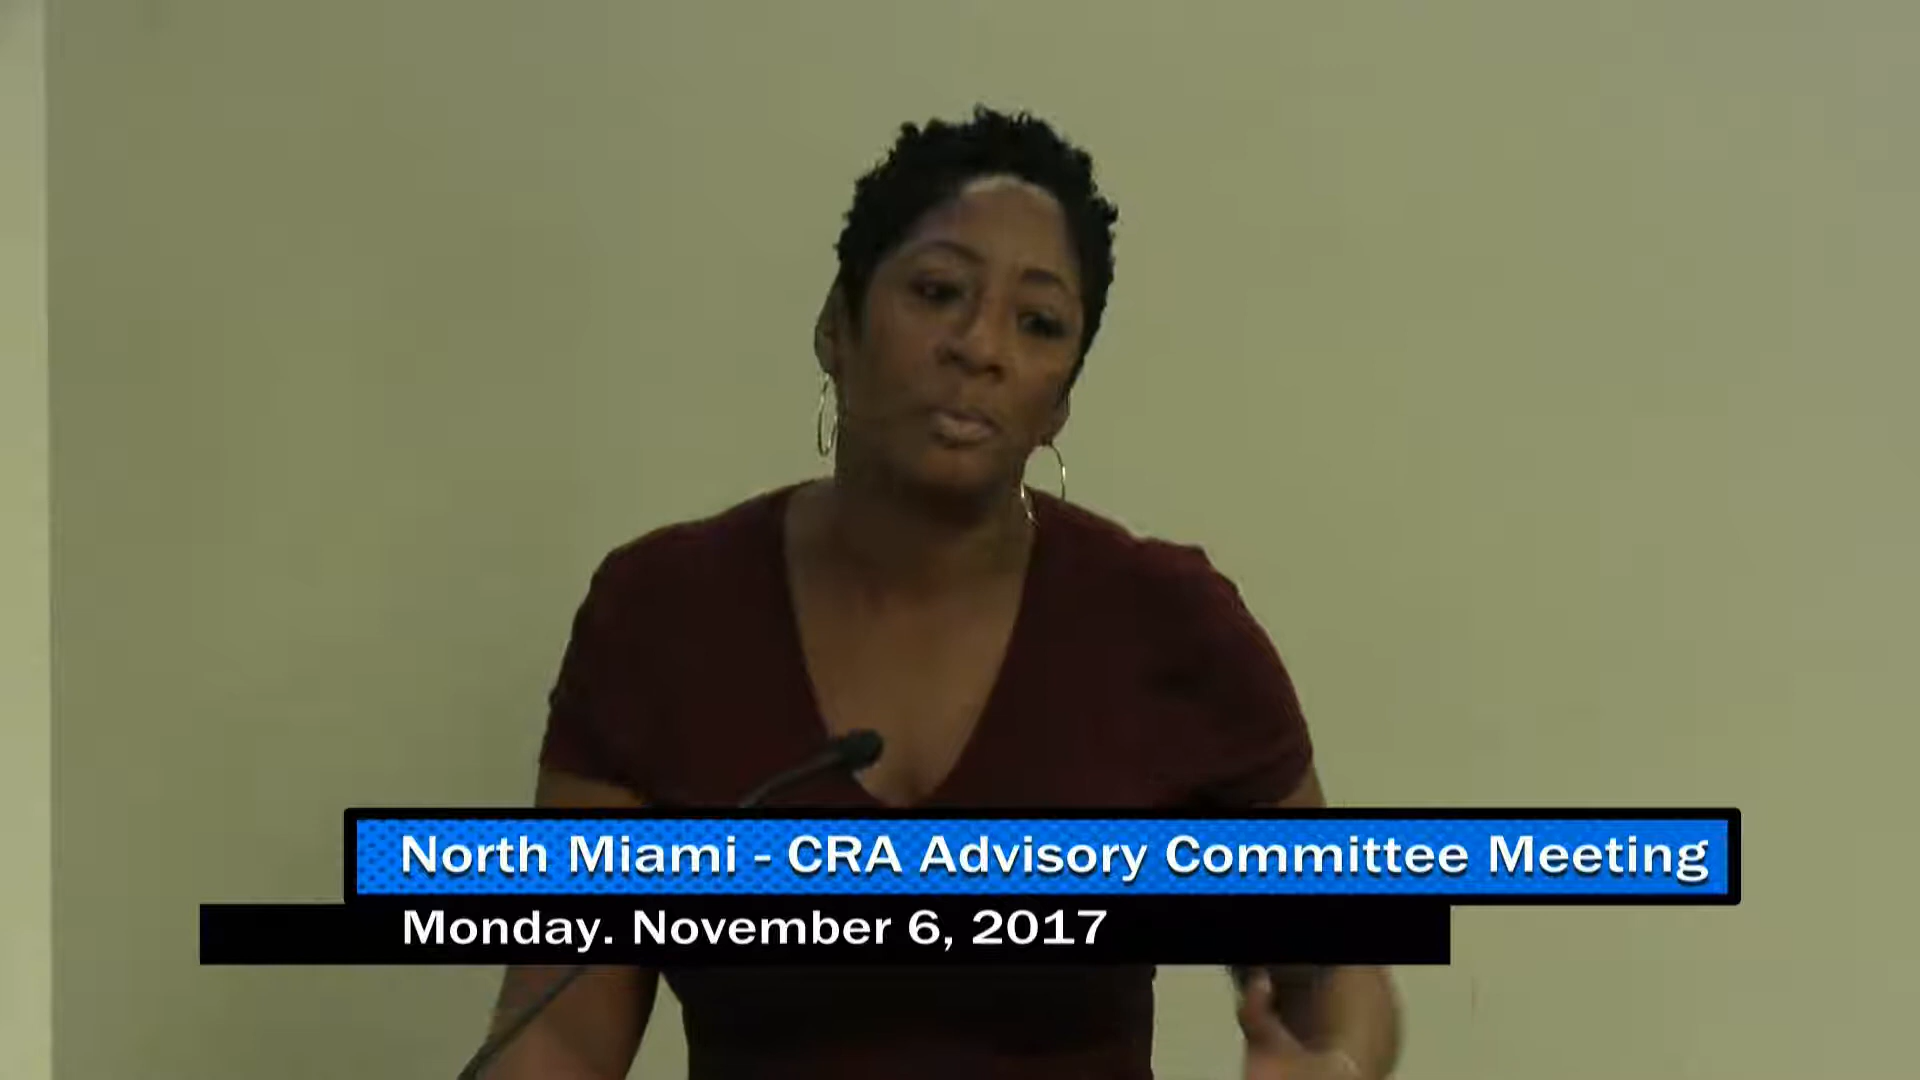 North Miami - CRA Advisory Committee Meeting
Monday. November 6, 2017